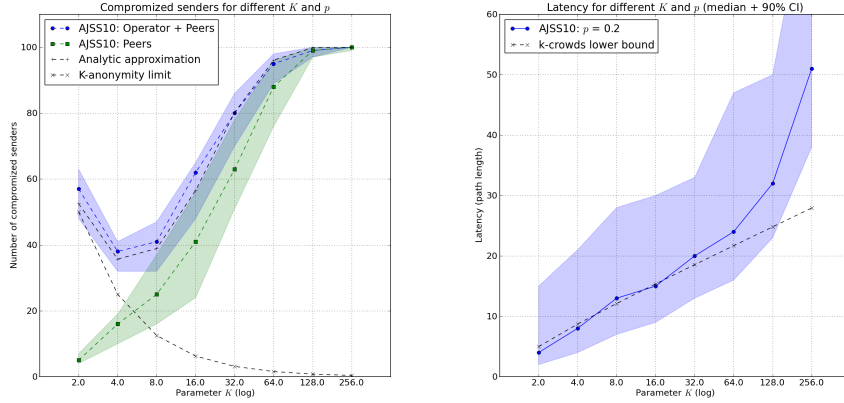 Compromized senders for different K and p
AJSS10: Operator + Peers
AJSS10: Peers
Analytic approximation
K-anonymity limit
Number of compromized senders
100
80
60
40
20
0
2.0 4.0 8.0 16.0 32.0 64.0 128.0 256.0
Parameter K (log)
Latency for different K and p (median + 90% CI)
AJSS10: p = 0.2
k-crowds lower bound
Latency (path length)
60
50
40
30
20
10
0
2.0 4.0 8.0 16.0 32.0 64.0 128.0 256.0
Parameter K (log)